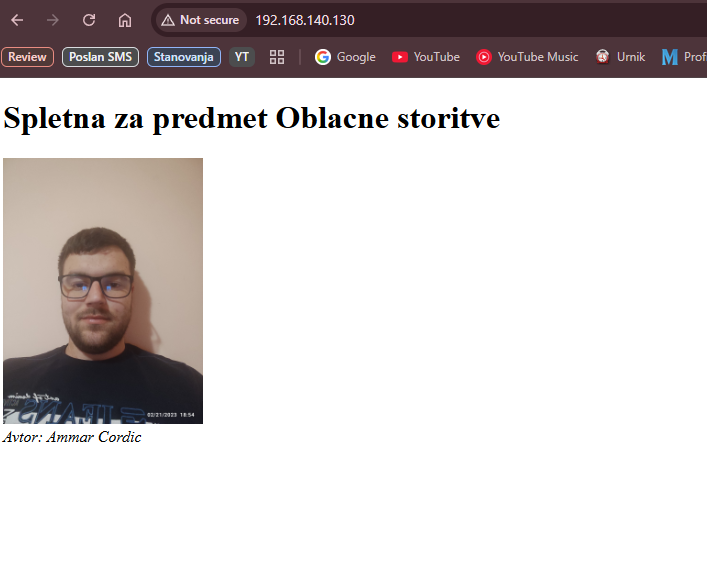 Not secure 192.168.140.130
Review Poslan SMS Stanovanja YT Google YouTube YouTube Music Urnik Prof
Spletna za predmet Oblacne storitve
02/21/2023 18:54
Avtor: Ammar Cordic